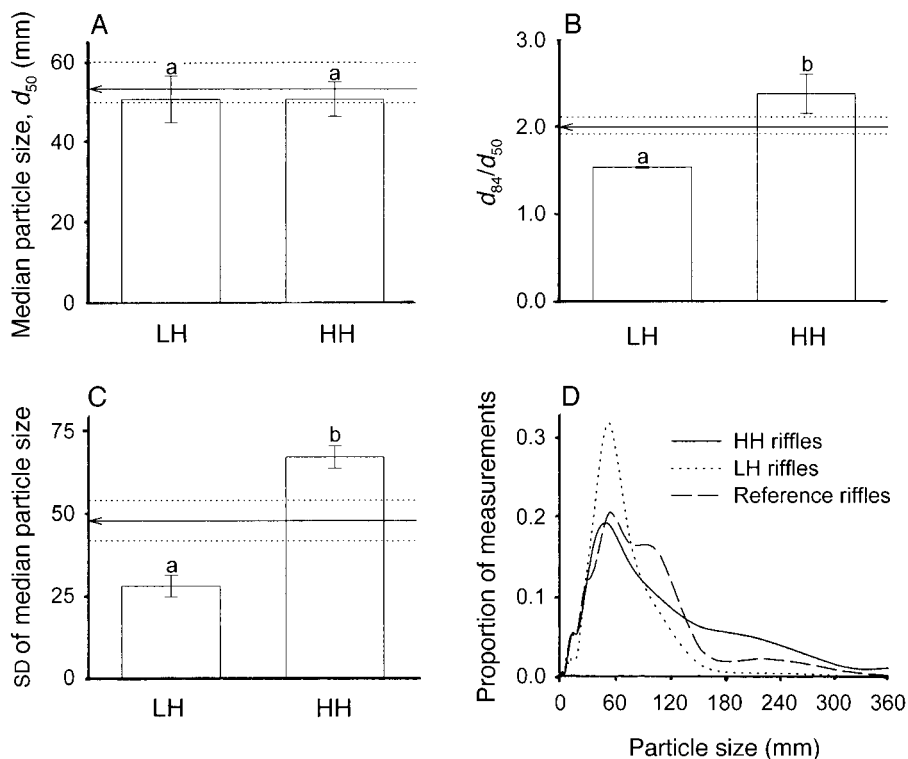 A
Median particle size, d50 (mm)
60
40
20
0
a
a
LH
HH
B
d84/d50
3.0
2.0
1.0
0.0
a
b
LH
HH
C
SD of median particle size
75
50
25
0
a
b
LH
HH
D
Proportion of measurements
0.3
0.2
0.1
0.0
HH riffles
LH riffles
Reference riffles
0 60 120 180 240 300 360
Particle size (mm)